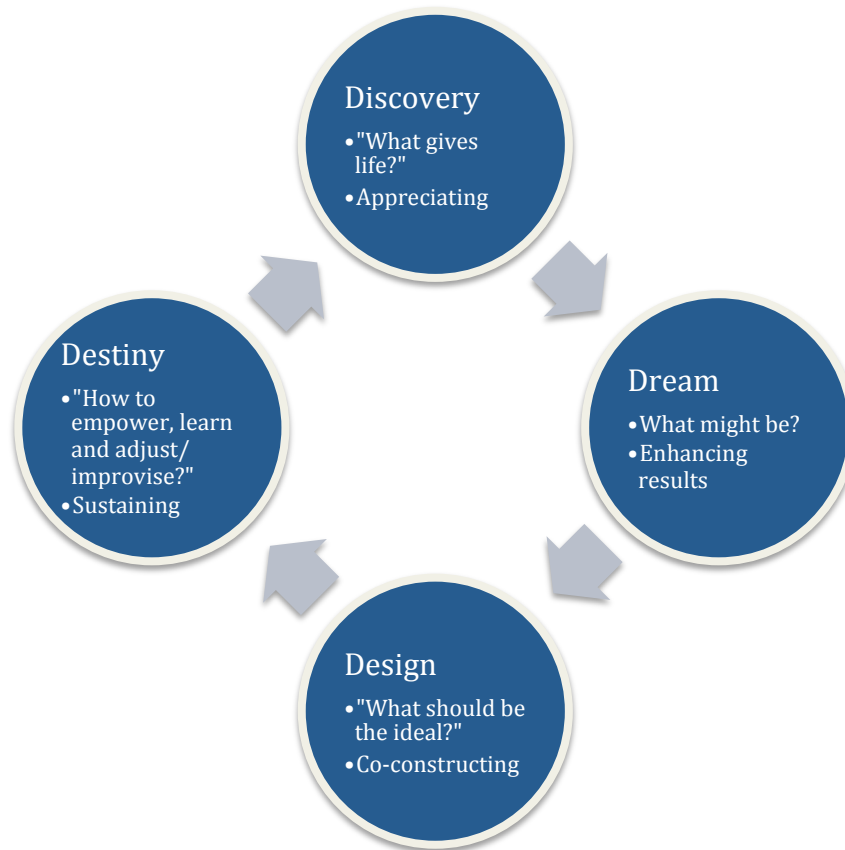 Discovery
•"What gives
life?"
•Appreciating
Dream
•What might be?
•Enhancing
results
Design
•"What should be
the ideal?"
•Co-constructing
Destiny
•"How to
empower, learn
and adjust/
improvise?"
•Sustaining